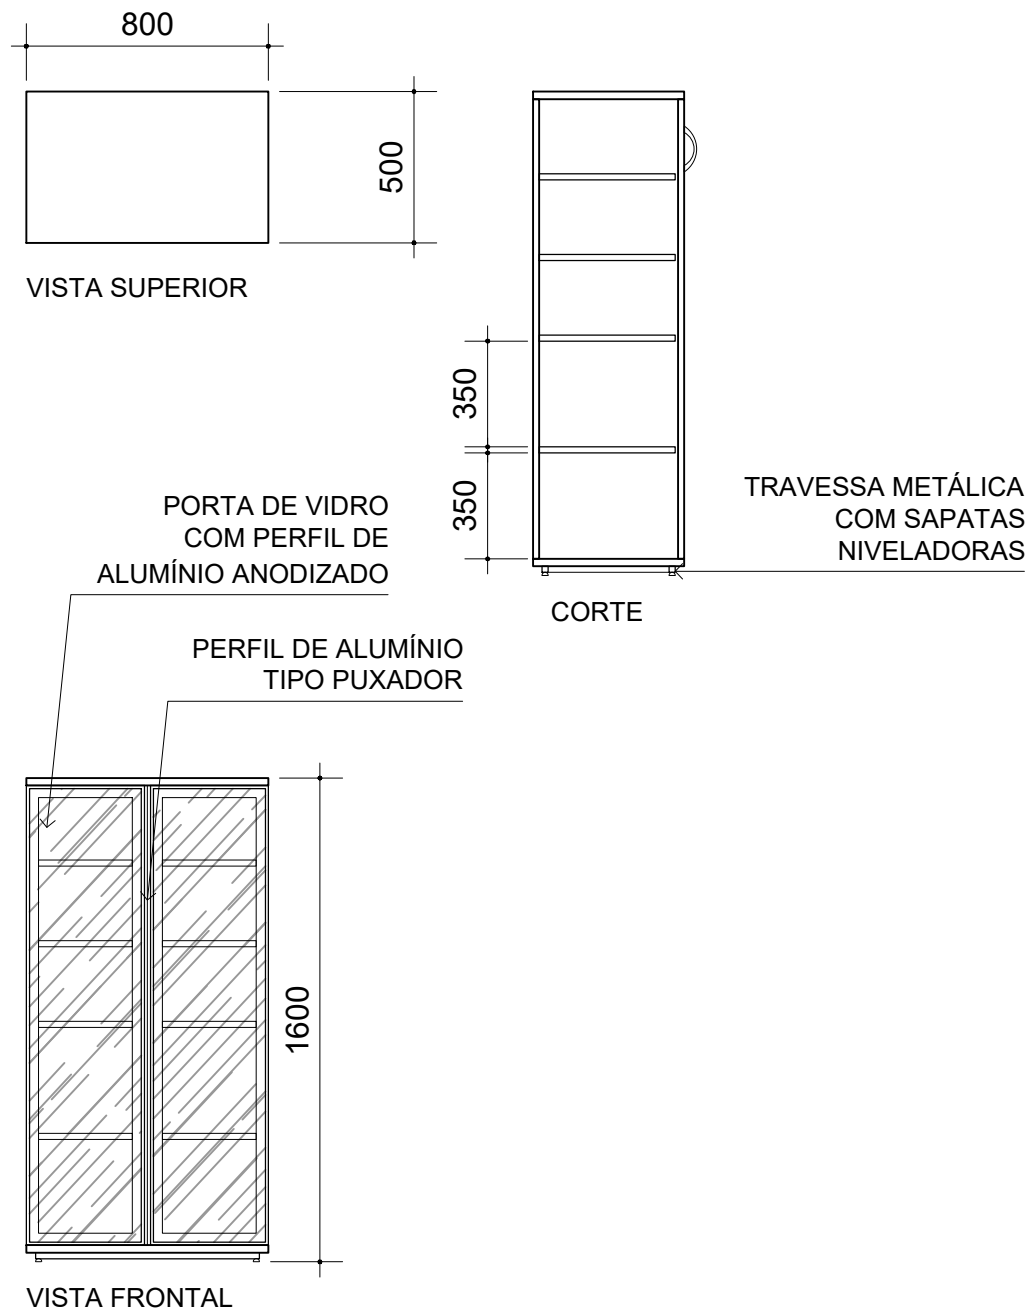 800
500
VISTA SUPERIOR
350
350
TRAVESSA METÁLICA
COM SAPATAS
NIVELADORAS
CORTE
PORTA DE VIDRO
COM PERFIL DE
ALUMÍNIO ANODIZADO
PERFIL DE ALUMÍNIO
TIPO PUXADOR
1600
VISTA FRONTAL